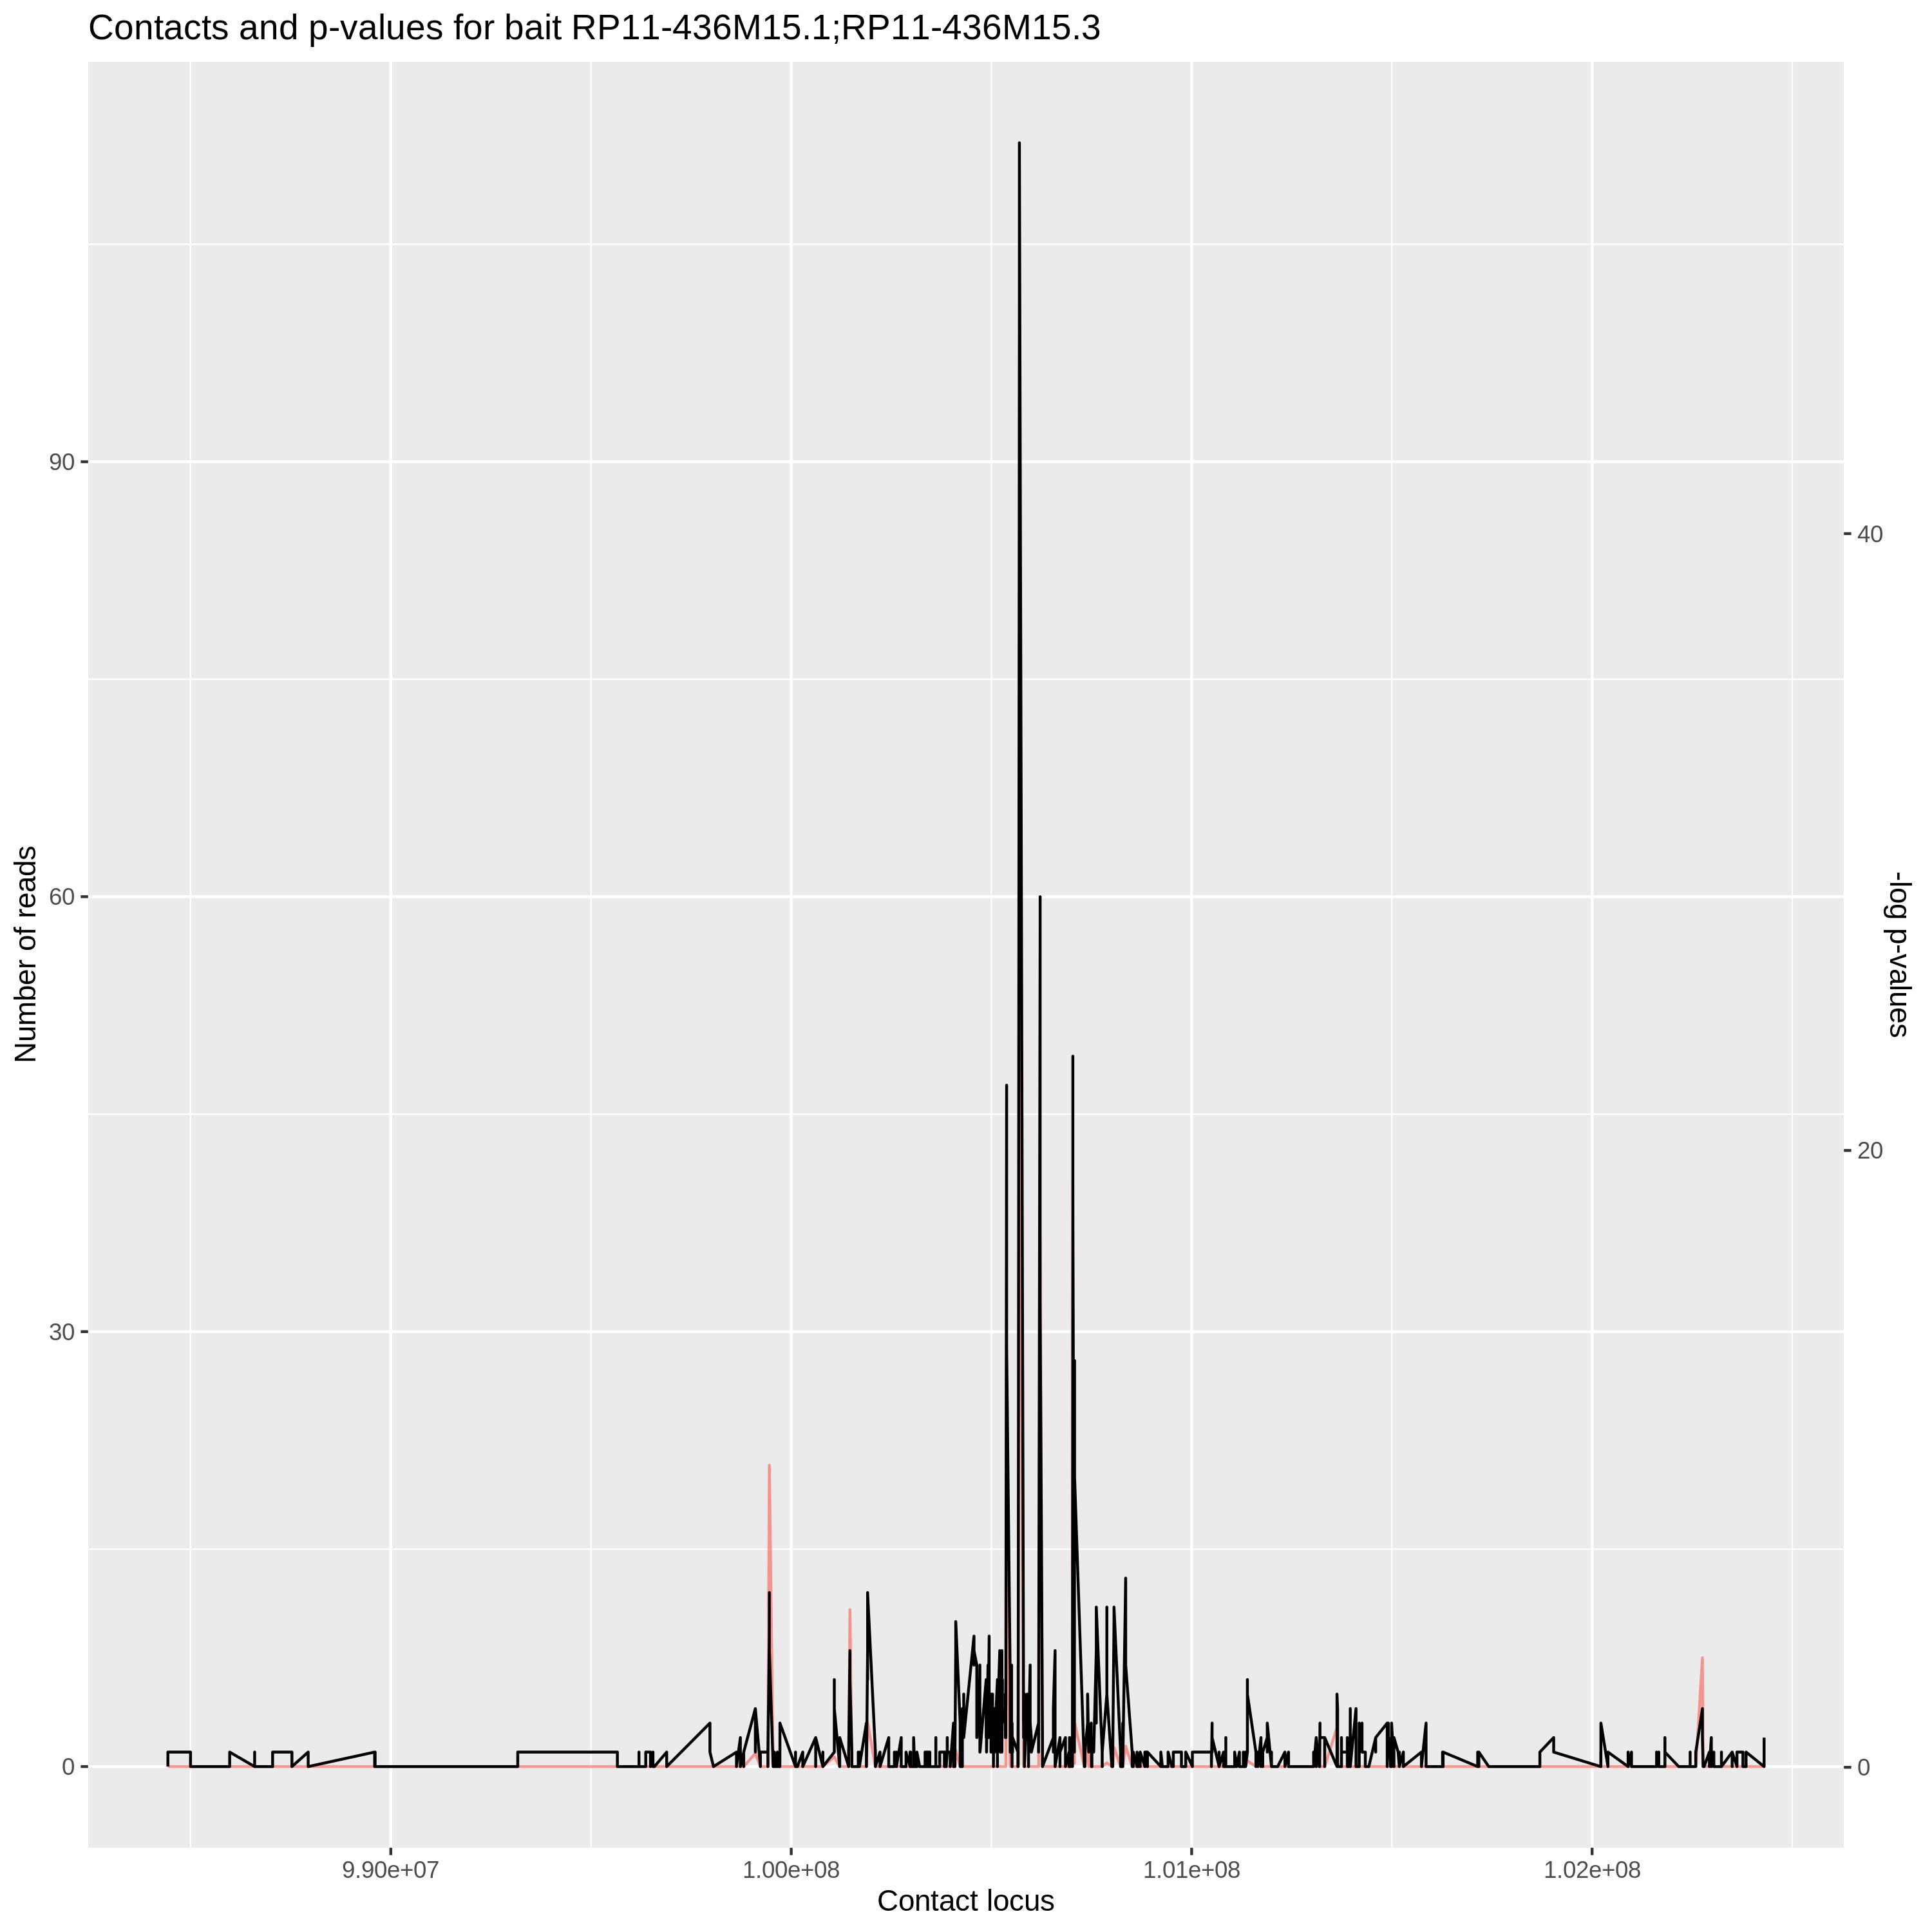 Contacts and p-values for bait RP11-436M15.1;RP11-436M15.3
90
60
30
0
Number of reads
40
20
0
-log p-values
9.90e+07
1.00e+08
1.01e+08
1.02e+08
Contact locus